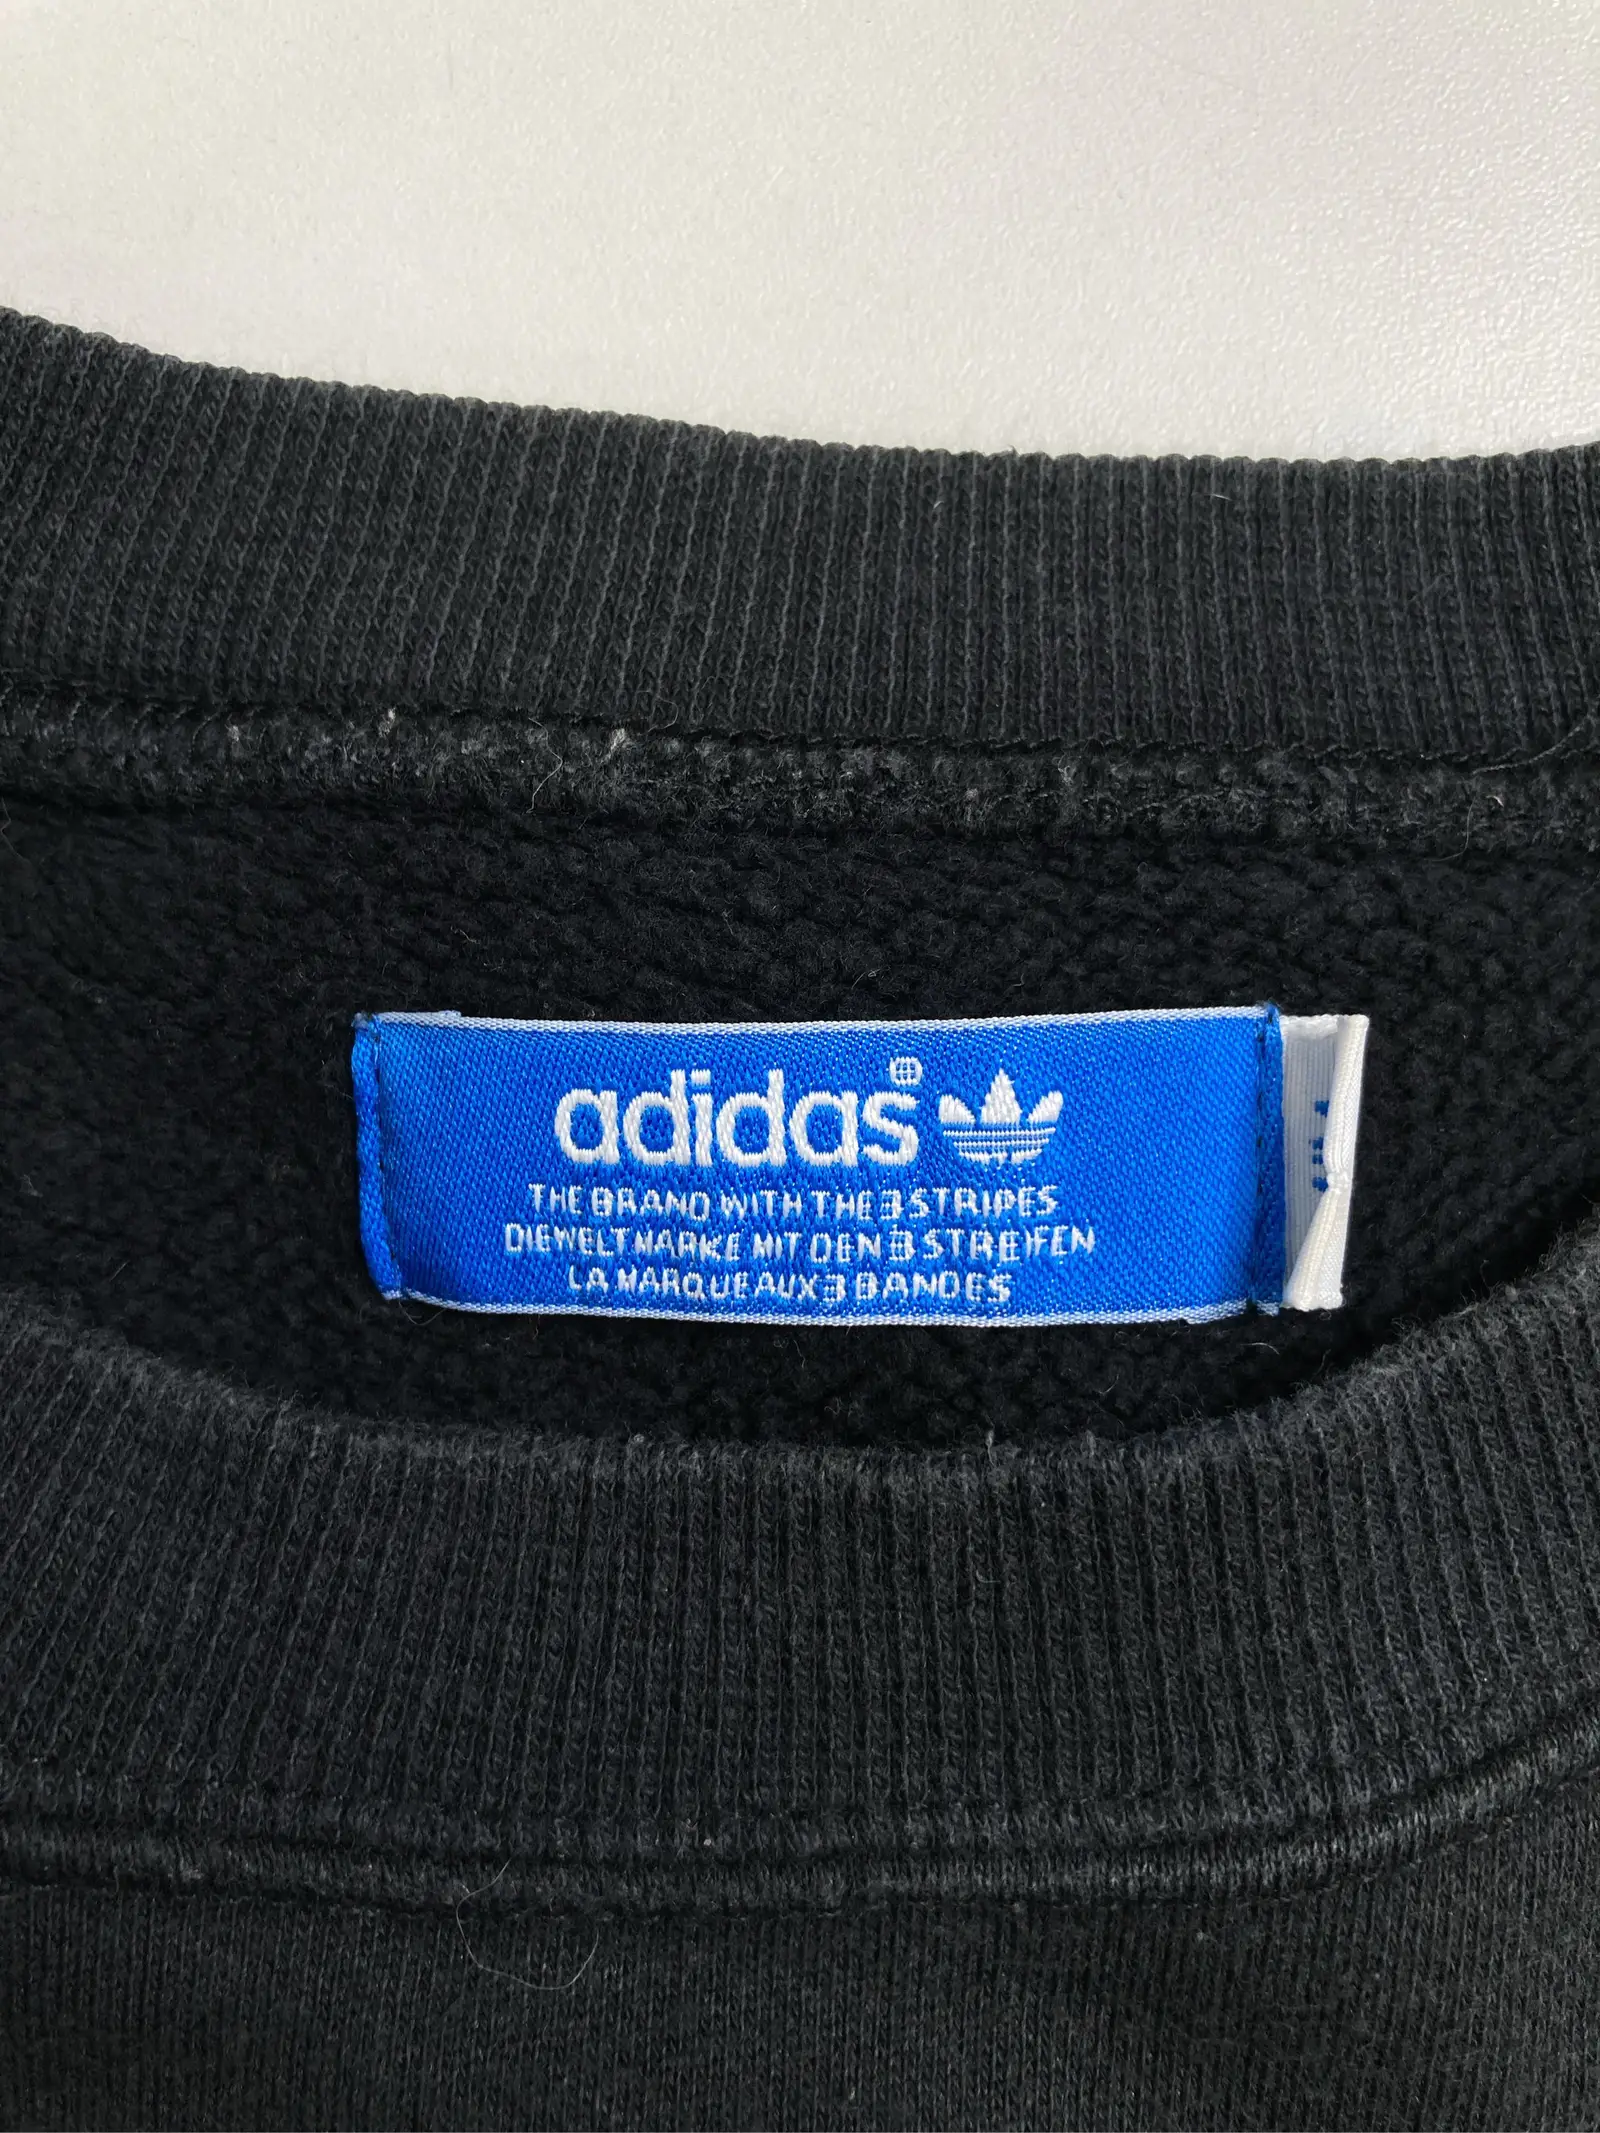 adidas®
THE BRAND WITH THE 3 STRIPES
DIE WELTMARKE MIT DEN 3 STREIFEN
LA MARQUE AUX 3 BANDES